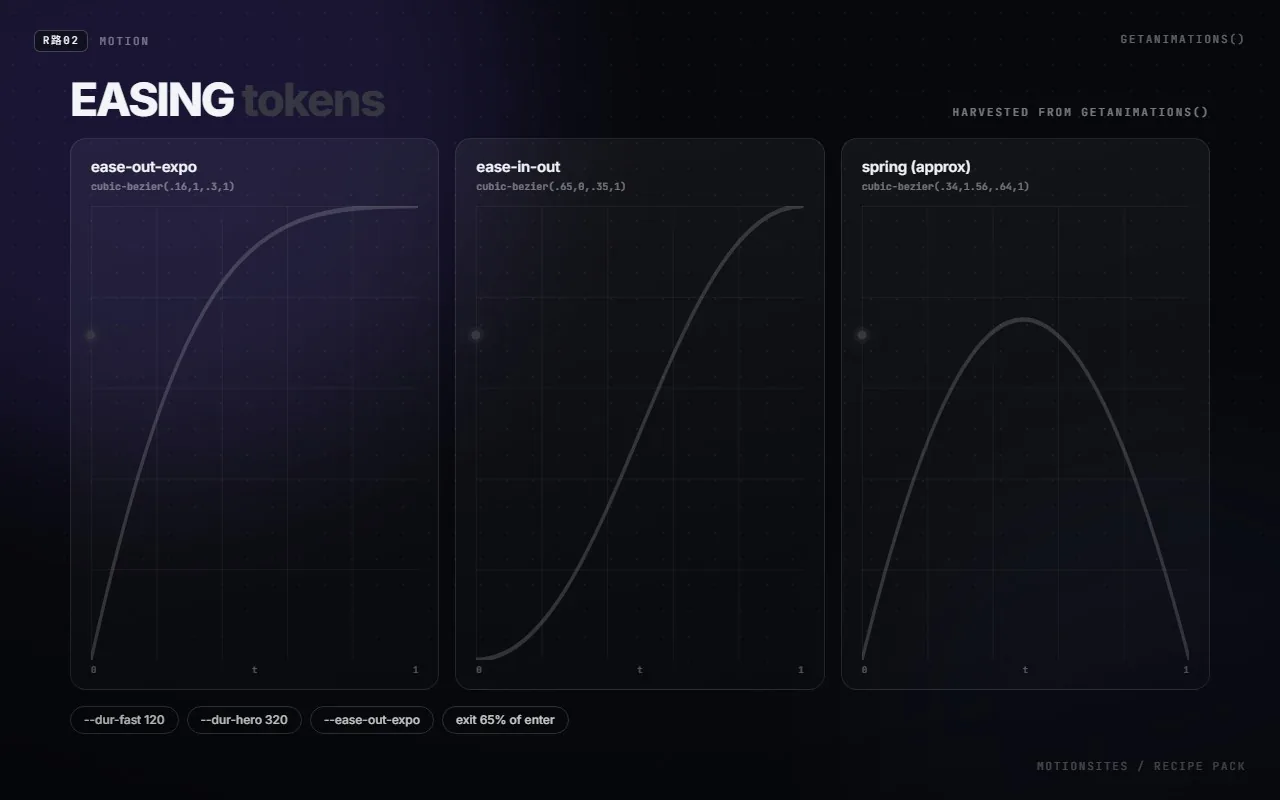 R路02 MOTION
GETANIMATIONS()
EASING tokens
HARVESTED FROM GETANIMATIONS()
ease-out-expo
cubic-bezier(.16,1,.3,1)
0 t 1
ease-in-out
cubic-bezier(.65,0,.35,1)
0 t 1
spring (approx)
cubic-bezier(.34,1.56,.64,1)
0 t 1
--dur-fast 120
--dur-hero 320
--ease-out-expo
exit 65% of enter
MOTIONSITES / RECIPE PACK